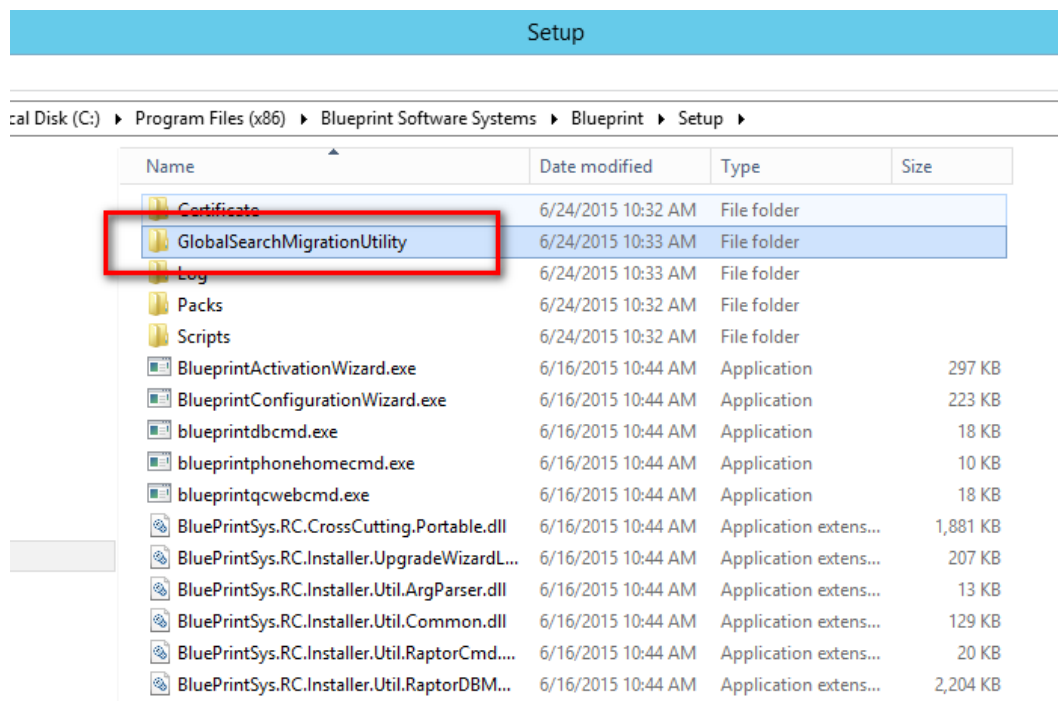 Setup
cal Disk (C:) Program Files (x86) Blueprint Software Systems Blueprint Setup
Name Date modified Type Size
Certificate 6/24/2015 10:32 AM File folder
GlobalSearchMigrationUtility 6/24/2015 10:33 AM File folder
Log 6/24/2015 10:33 AM File folder
Packs 6/24/2015 10:32 AM File folder
Scripts 6/24/2015 10:32 AM File folder
BlueprintActivationWizard.exe 6/16/2015 10:44 AM Application 297 KB
BlueprintConfigurationWizard.exe 6/16/2015 10:44 AM Application 223 KB
blueprintdbcmd.exe 6/16/2015 10:44 AM Application 18 KB
blueprintphonehomecmd.exe 6/16/2015 10:44 AM Application 10 KB
blueprintqcwebcmd.exe 6/16/2015 10:44 AM Application 18 KB
BluePrintSys.RC.CrossCutting.Portable.dll 6/16/2015 10:44 AM Application extens... 1,881 KB
BluePrintSys.RC.Installer.UpgradeWizardL... 6/16/2015 10:44 AM Application extens... 207 KB
BluePrintSys.RC.Installer.Util.ArgParser.dll 6/16/2015 10:44 AM Application extens... 13 KB
BluePrintSys.RC.Installer.Util.Common.dll 6/16/2015 10:44 AM Application extens... 129 KB
BluePrintSys.RC.Installer.Util.RaptorCmd.... 6/16/2015 10:44 AM Application extens... 20 KB
BluePrintSys.RC.Installer.Util.RaptorDBM... 6/16/2015 10:44 AM Application extens... 2,204 KB